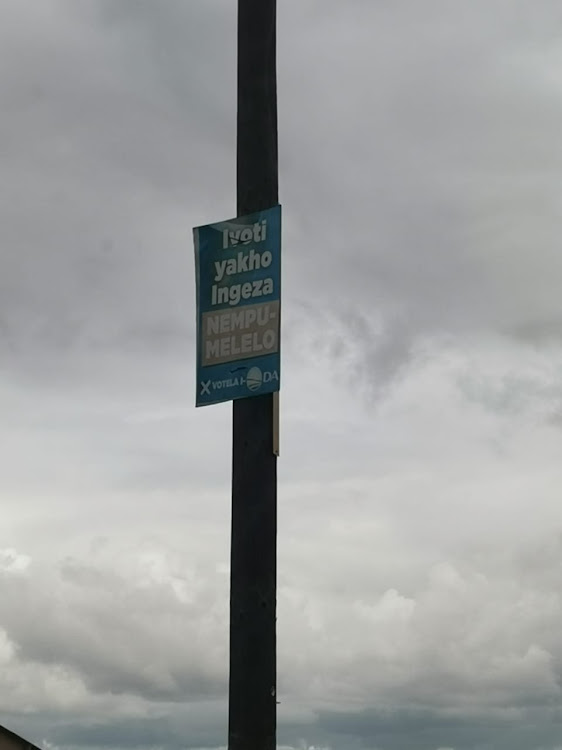 Ivoti
yakho
Ingeza
NEMPU-
MELELO
X VOTELA I- DA